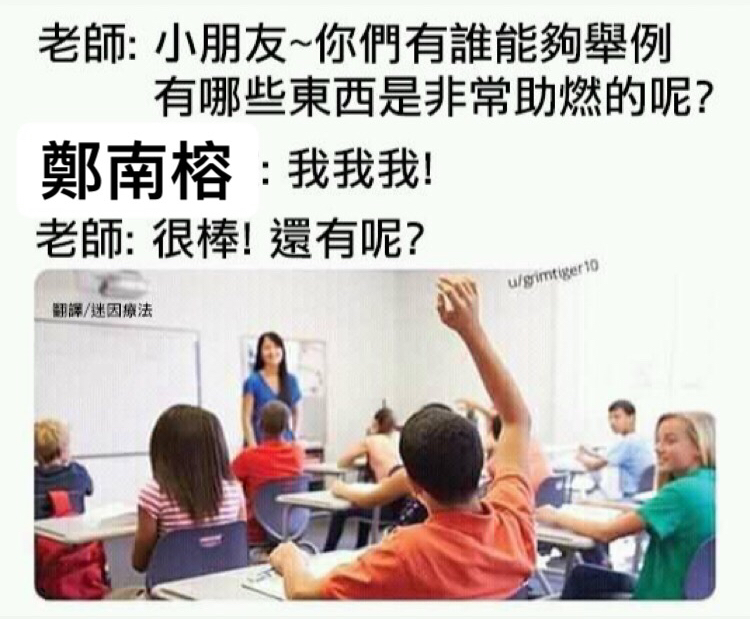 老師: 小朋友~你們有誰能夠舉例
有哪些東西是非常助燃的呢?
鄭南榕 : 我我我!
老師: 很棒! 還有呢?
u/grimtiger10
翻譯/迷因療法